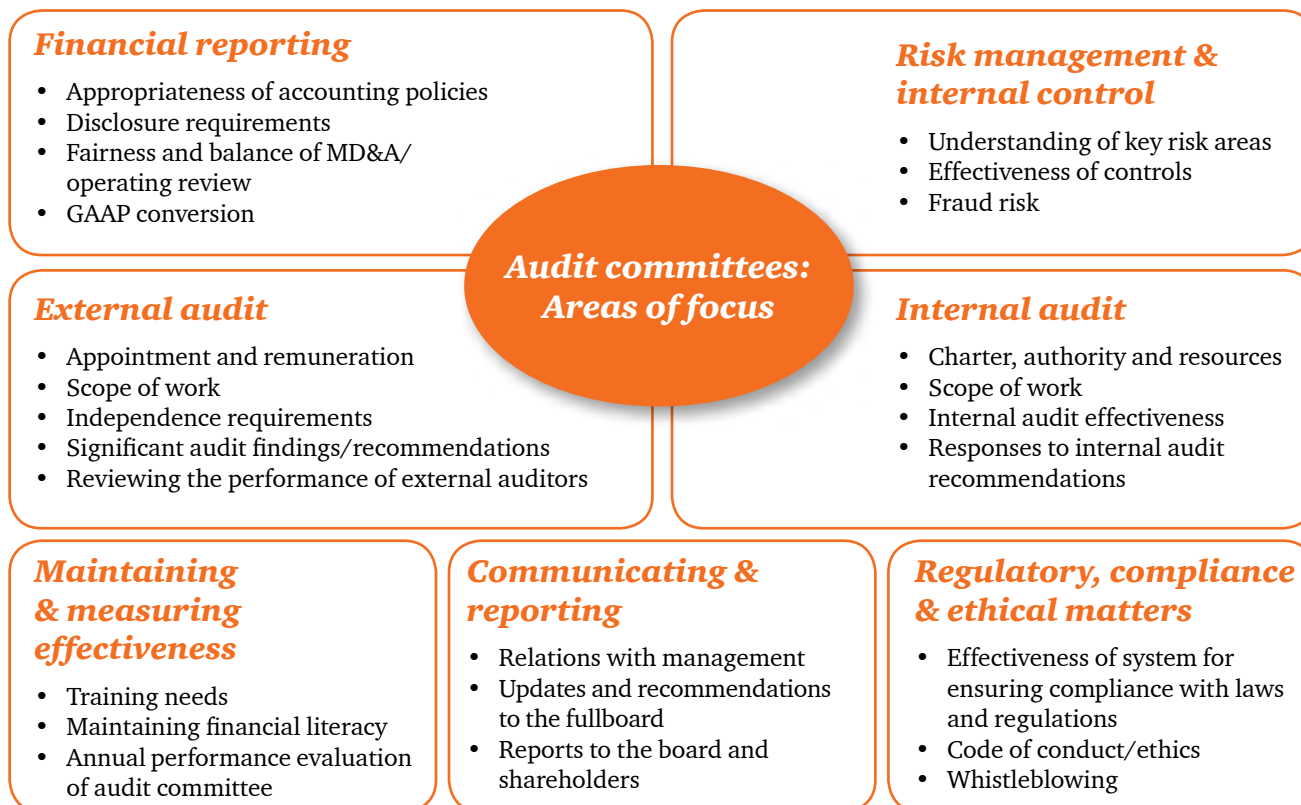 Financial reporting
• Appropriateness of accounting policies
• Disclosure requirements
• Fairness and balance of MD&A/
operating review
• GAAP conversion
Risk management &
internal control
• Understanding of key risk areas
• Effectiveness of controls
• Fraud risk
Audit committees:
Areas of focus
External audit
• Appointment and remuneration
• Scope of work
• Independence requirements
• Significant audit findings/recommendations
• Reviewing the performance of external auditors
Internal audit
• Charter, authority and resources
• Scope of work
• Internal audit effectiveness
• Responses to internal audit
recommendations
Maintaining
& measuring
effectiveness
• Training needs
• Maintaining financial literacy
• Annual performance evaluation
of audit committee
Communicating &
reporting
• Relations with management
• Updates and recommendations
to the fullboard
• Reports to the board and
shareholders
Regulatory, compliance
& ethical matters
• Effectiveness of system for
ensuring compliance with laws
and regulations
• Code of conduct/ethics
• Whistleblowing